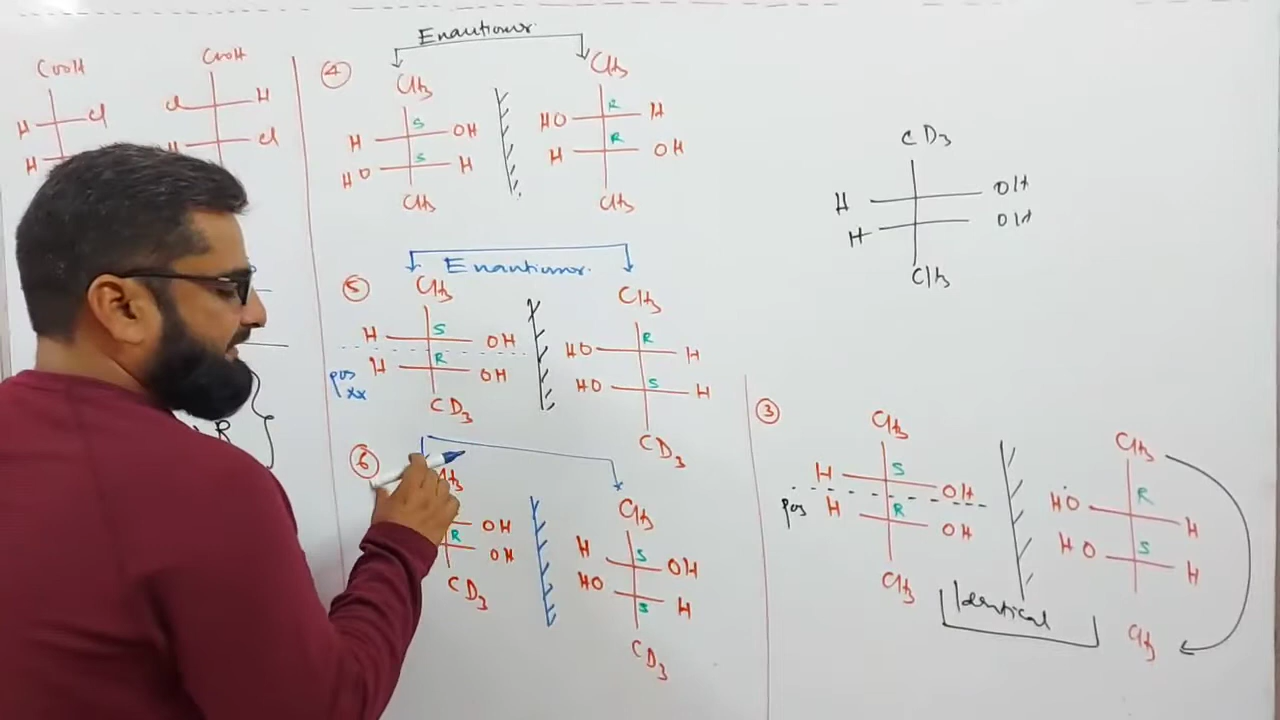 COOH
COOH
H Cl
Cl H
H
H Cl
R
Enantiomer.
4
CH3
CH3
H S OH
HO R H
HO S H
H R OH
CH3
CH3
Enantiomer.
5
CH3
CH3
H S OH
HO R H
pos xx
H R OH
HO S H
CD3
CD3
6
CH3
OH
R OH
CD3
CH3
H S OH
HO S H
CD3
CD3
H OH
H OH
CH3
3
CH3
CH3
H S OH
HO R H
pos
H R OH
HO S H
CH3
CH3
Identical